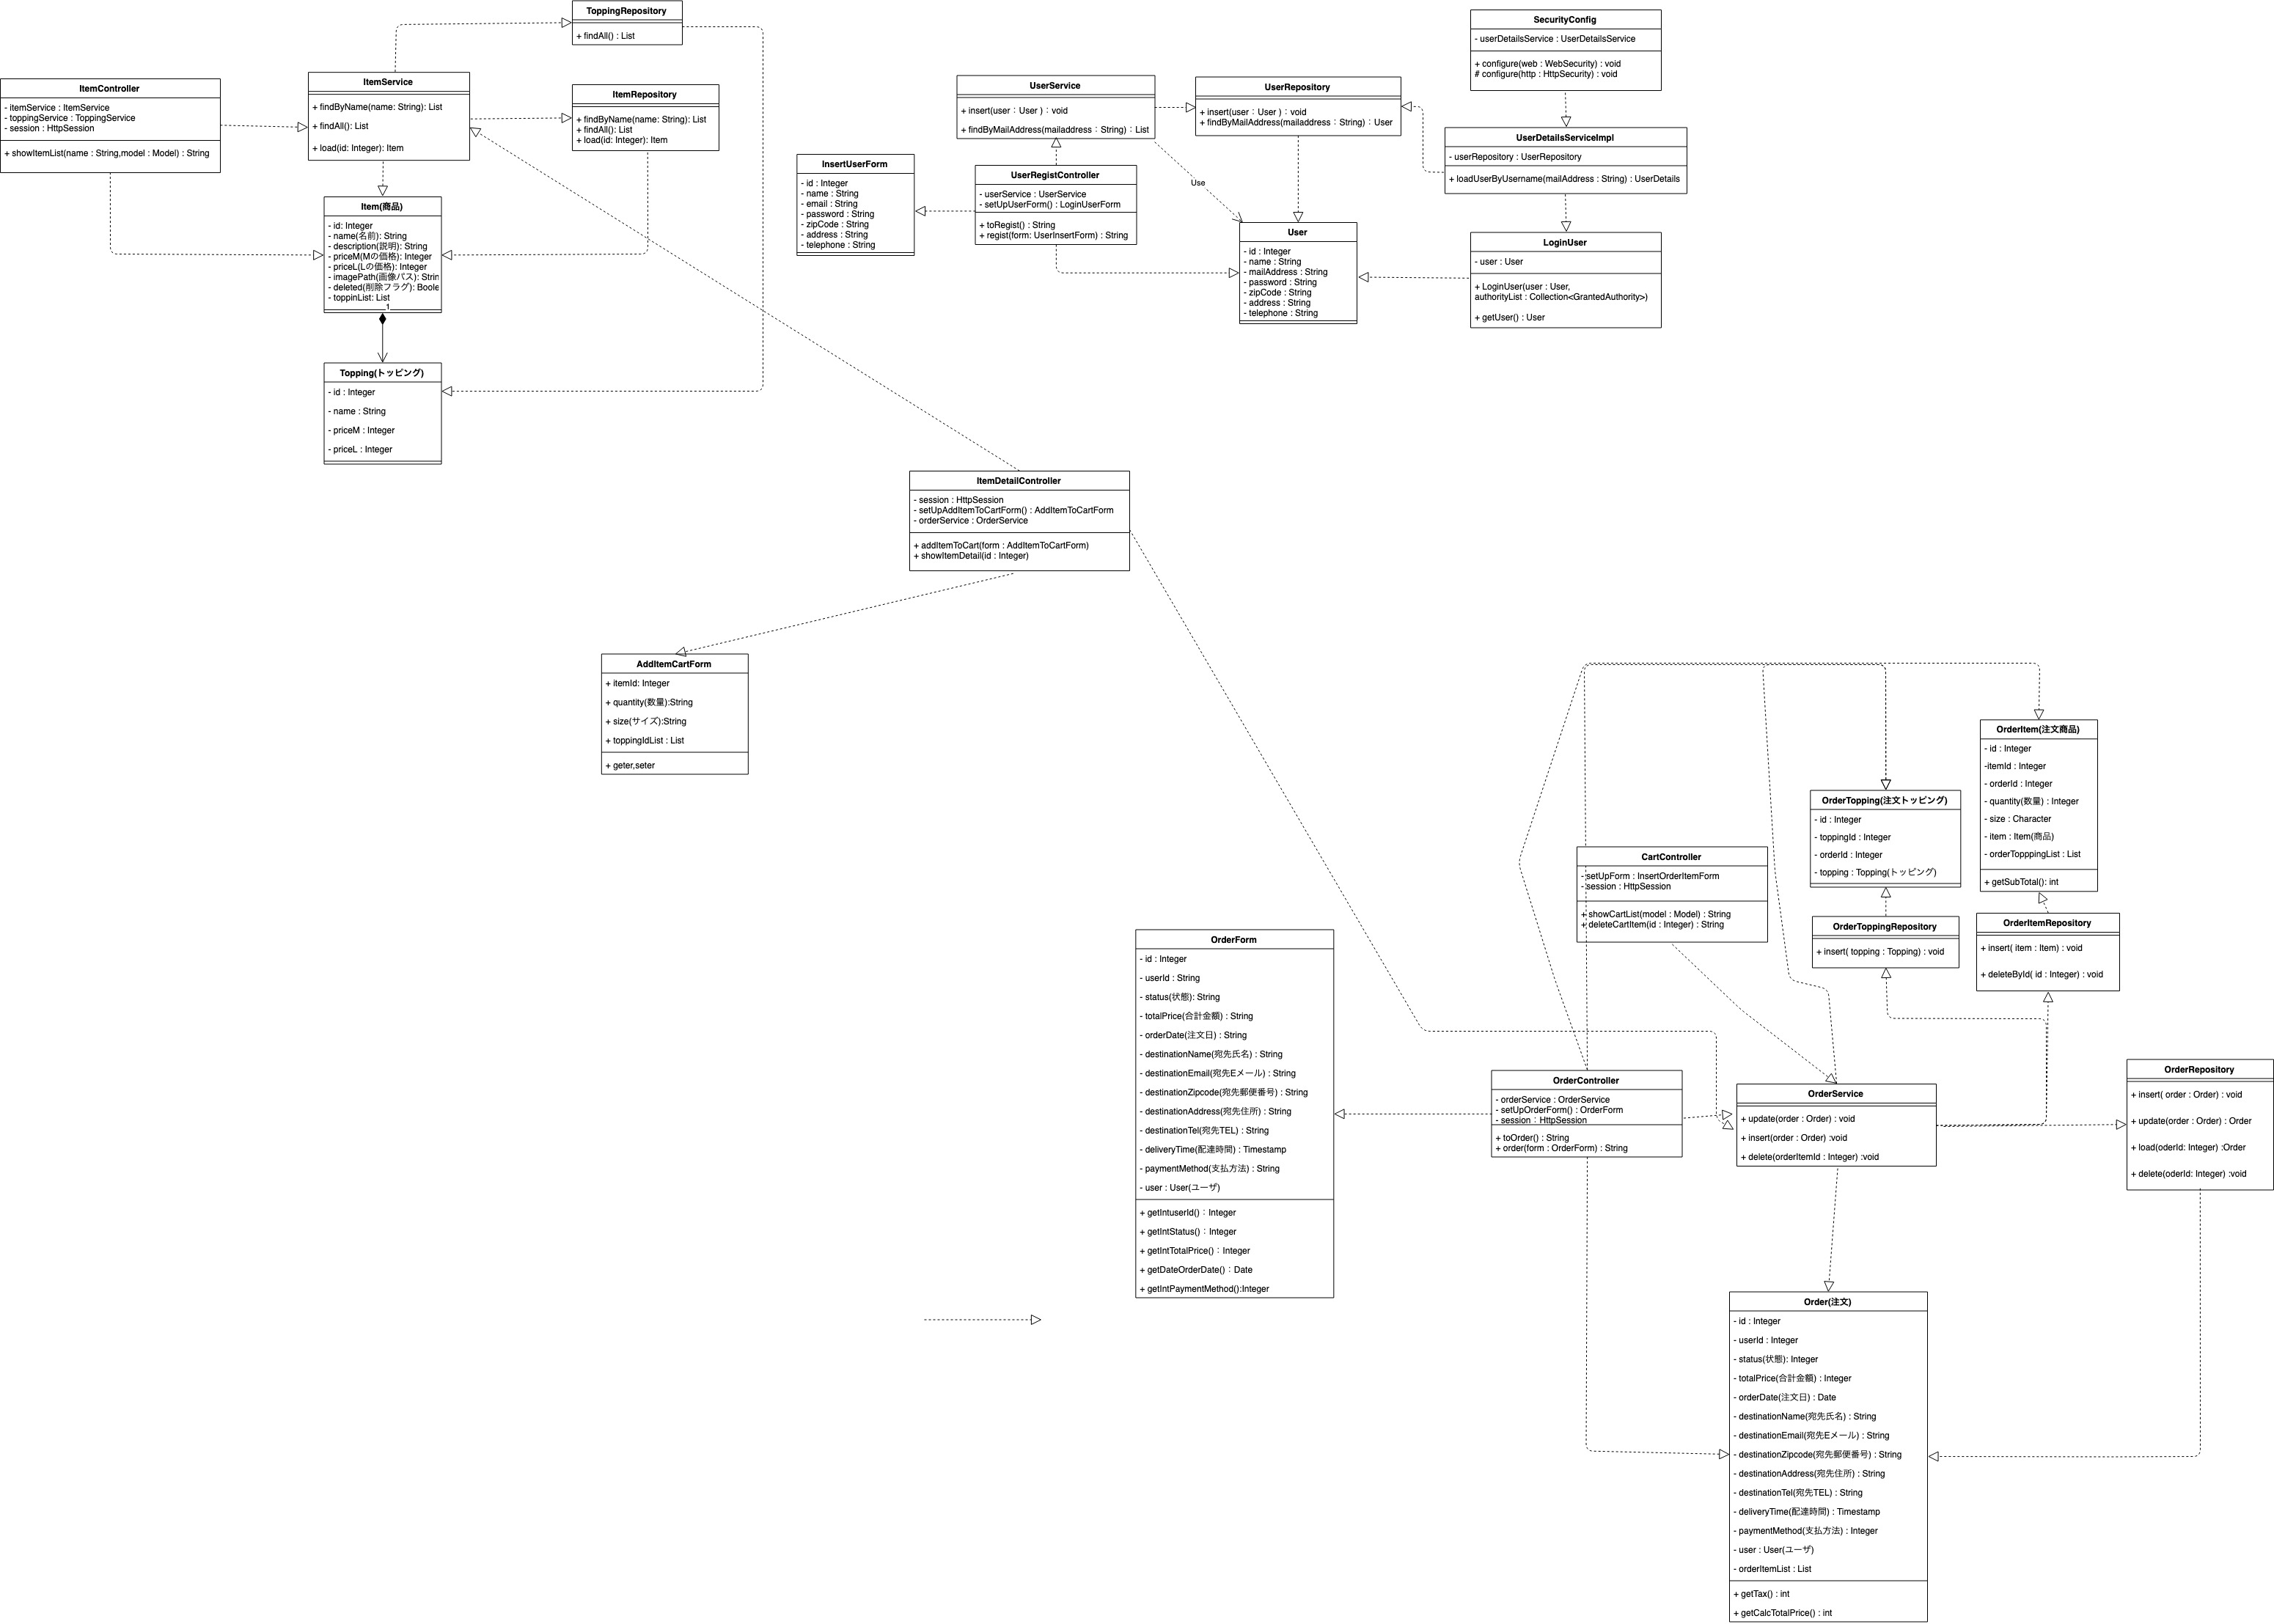 ToppingRepository
+ findAll() : List
ItemController
- itemService : ItemService
- toppingService : ToppingService
- session : HttpSession
+ showItemList(name : String,model : Model) : String
ItemService
+ findByName(name: String): List
+ findAll(): List
+ load(id: Integer): Item
ItemRepository
+ findByName(name: String): List
+ findAll(): List
+ load(id: Integer): Item
Item(商品)
- id: Integer
- name(名前): String
- description(説明): String
- priceM(Mの価格): Integer
- priceL(Lの価格): Integer
- imagePath(画像パス): Strin
- deleted(削除フラグ): Boole
- toppinList: List
1
Topping(トッピング)
- id : Integer
- name : String
- priceM : Integer
- priceL : Integer
InsertUserForm
- id : Integer
- name : String
- email : String
- password : String
- zipCode : String
- address : String
- telephone : String
UserService
+ insert(user：User )：void
+ findByMailAddress(mailaddress：String)：List
UserRegistController
- userService : UserService
- setUpUserForm() : LoginUserForm
+ toRegist() : String
+ regist(form: UserInsertForm) : String
Use
UserRepository
+ insert(user：User )：void
+ findByMailAddress(mailaddress：String)：User
User
- id : Integer
- name : String
- mailAddress : String
- password : String
- zipCode : String
- address : String
- telephone : String
SecurityConfig
- userDetailsService : UserDetailsService
+ configure(web : WebSecurity) : void
# configure(http : HttpSecurity) : void
UserDetailsServiceImpl
- userRepository : UserRepository
+ loadUserByUsername(mailAddress : String) : UserDetails
LoginUser
- user : User
+ LoginUser(user : User,
authorityList : Collection<GrantedAuthority>)
+ getUser() : User
ItemDetailController
- session : HttpSession
- setUpAddItemToCartForm() : AddItemToCartForm
- orderService : OrderService
+ addItemToCart(form : AddItemToCartForm)
+ showItemDetail(id : Integer)
AddItemCartForm
+ itemId: Integer
+ quantity(数量):String
+ size(サイズ):String
+ toppingIdList : List
+ geter,seter
OrderForm
- id : Integer
- userId : String
- status(状態): String
- totalPrice(合計金額) : String
- orderDate(注文日) : String
- destinationName(宛先氏名) : String
- destinationEmail(宛先Eメール) : String
- destinationZipcode(宛先郵便番号) : String
- destinationAddress(宛先住所) : String
- destinationTel(宛先TEL) : String
- deliveryTime(配達時間) : Timestamp
- paymentMethod(支払方法) : String
- user : User(ユーザ)
+ getIntuserId()：Integer
+ getIntStatus()：Integer
+ getIntTotalPrice()：Integer
+ getDateOrderDate()：Date
+ getIntPaymentMethod():Integer
CartController
- setUpForm : InsertOrderItemForm
- session : HttpSession
+ showCartList(model : Model) : String
+ deleteCartItem(id : Integer) : String
OrderTopping(注文トッピング)
- id : Integer
- toppingId : Integer
- orderId : Integer
- topping : Topping(トッピング)
OrderItem(注文商品)
- id : Integer
-itemId : Integer
- orderId : Integer
- quantity(数量) : Integer
- size : Character
- item : Item(商品)
- orderTopppingList : List
+ getSubTotal(): int
OrderToppingRepository
+ insert( topping : Topping) : void
OrderItemRepository
+ insert( item : Item) : void
+ deleteById( id : Integer) : void
OrderController
- orderService : OrderService
- setUpOrderForm() : OrderForm
- session : HttpSession
+ toOrder() : String
+ order(form : OrderForm) : String
OrderService
+ update(order : Order) : void
+ insert(order : Order) :void
+ delete(orderItemId : Integer) :void
OrderRepository
+ insert( order : Order) : void
+ update(order : Order) : Order
+ load(oderId: Integer) :Order
+ delete(oderId: Integer) :void
Order(注文)
- id : Integer
- userId : Integer
- status(状態): Integer
- totalPrice(合計金額) : Integer
- orderDate(注文日) : Date
- destinationName(宛先氏名) : String
- destinationEmail(宛先Eメール) : String
- destinationZipcode(宛先郵便番号) : String
- destinationAddress(宛先住所) : String
- destinationTel(宛先TEL) : String
- deliveryTime(配達時間) : Timestamp
- paymentMethod(支払方法) : Integer
- user : User(ユーザ)
- orderItemList : List
+ getTax() : int
+ getCalcTotalPrice() : int